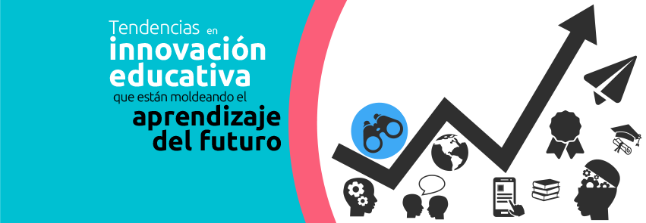 Tendencias en
innovación
educativa
que están moldeando el
aprendizaje
del futuro